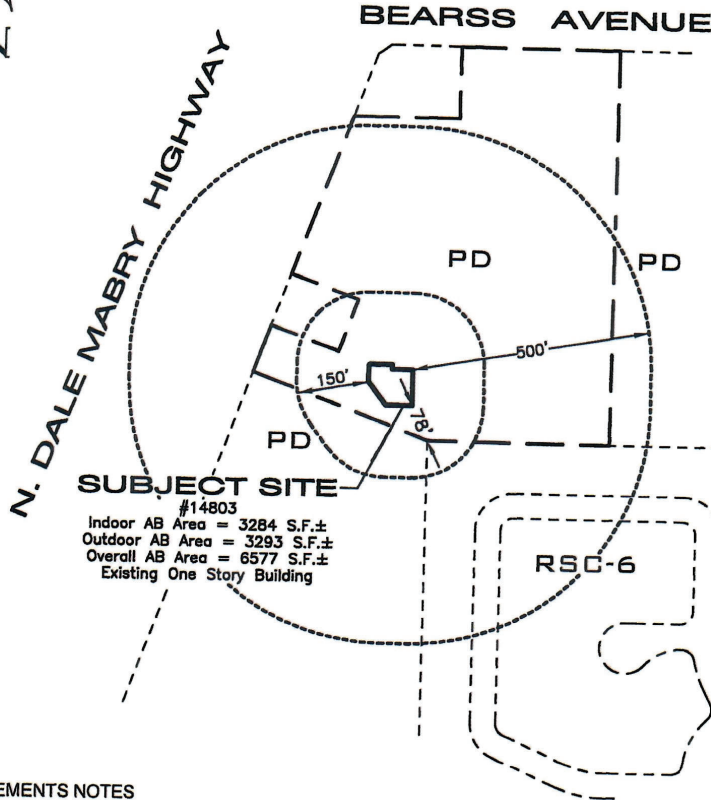 BEARSS AVENUE
N. DALE MABRY HIGHWAY
PD
PD
500'
150'
78'
PD
SUBJECT SITE
#14803
Indoor AB Area = 3284 S.F.±
Outdoor AB Area = 3293 S.F.±
Overall AB Area = 6577 S.F.±
Existing One Story Building
RSC-6
EMENTS NOTES